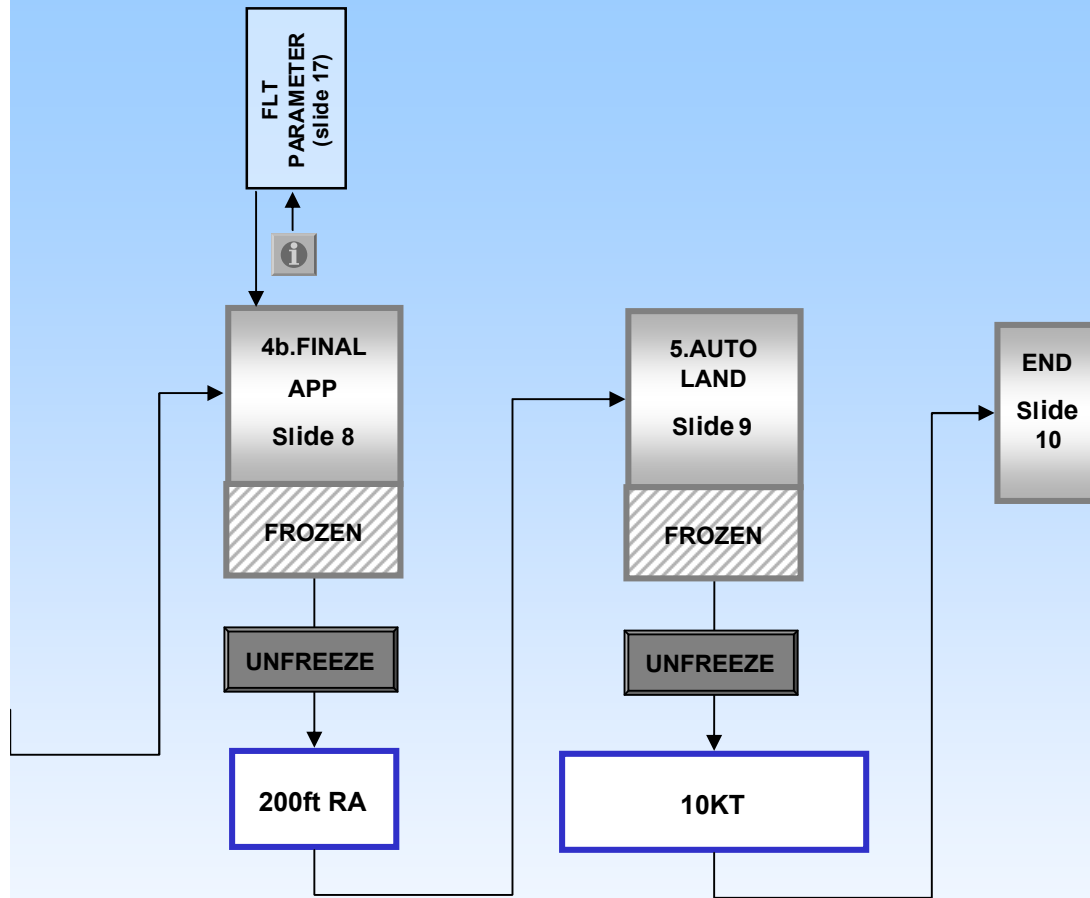 FLT
PARAMETER
(slide 17)
i
4b.FINAL
APP
Slide 8
FROZEN
UNFREEZE
200ft RA
5.AUTO
LAND
Slide 9
FROZEN
UNFREEZE
10KT
END
Slide
10